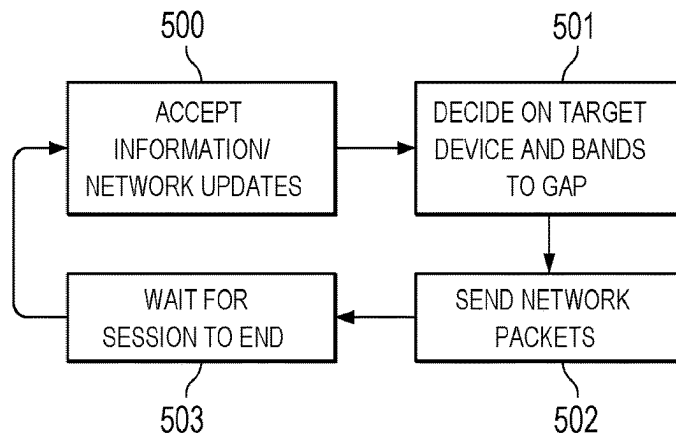 500
501
ACCEPT
INFORMATION/
NETWORK UPDATES
DECIDE ON TARGET
DEVICE AND BANDS
TO GAP
WAIT FOR
SESSION TO END
SEND NETWORK
PACKETS
503
502